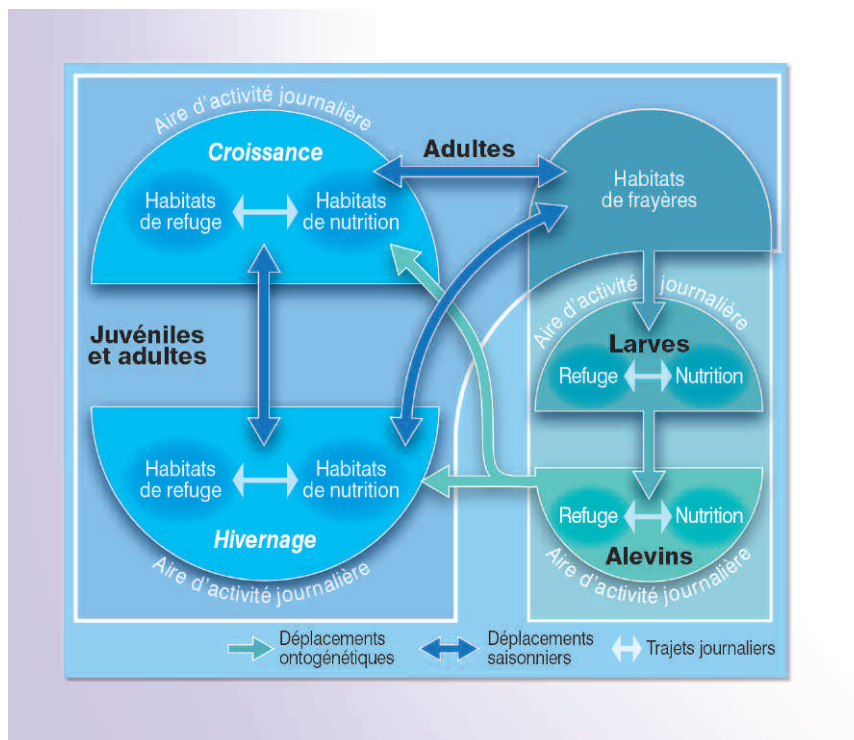 Aire d'activité journalière
Croissance
Habitats
de refuge
Habitats
de nutrition
Adultes
Habitats
de frayères
Juvéniles
et adultes
Aire d'activité journalière
Larves
Refuge
Nutrition
Habitats
de refuge
Habitats
de nutrition
Hivernage
Aire d'activité journalière
Refuge
Nutrition
Alevins
Aire d'activité journalière
Déplacements
ontogénétiques
Déplacements
saisonniers
Trajets journaliers